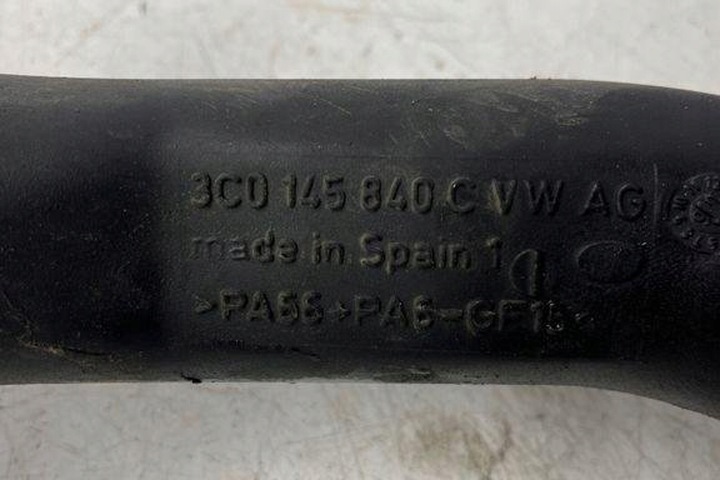 3C0 145 840 C VW AG
made in Spain 1
>PA66+PA6-GF15<